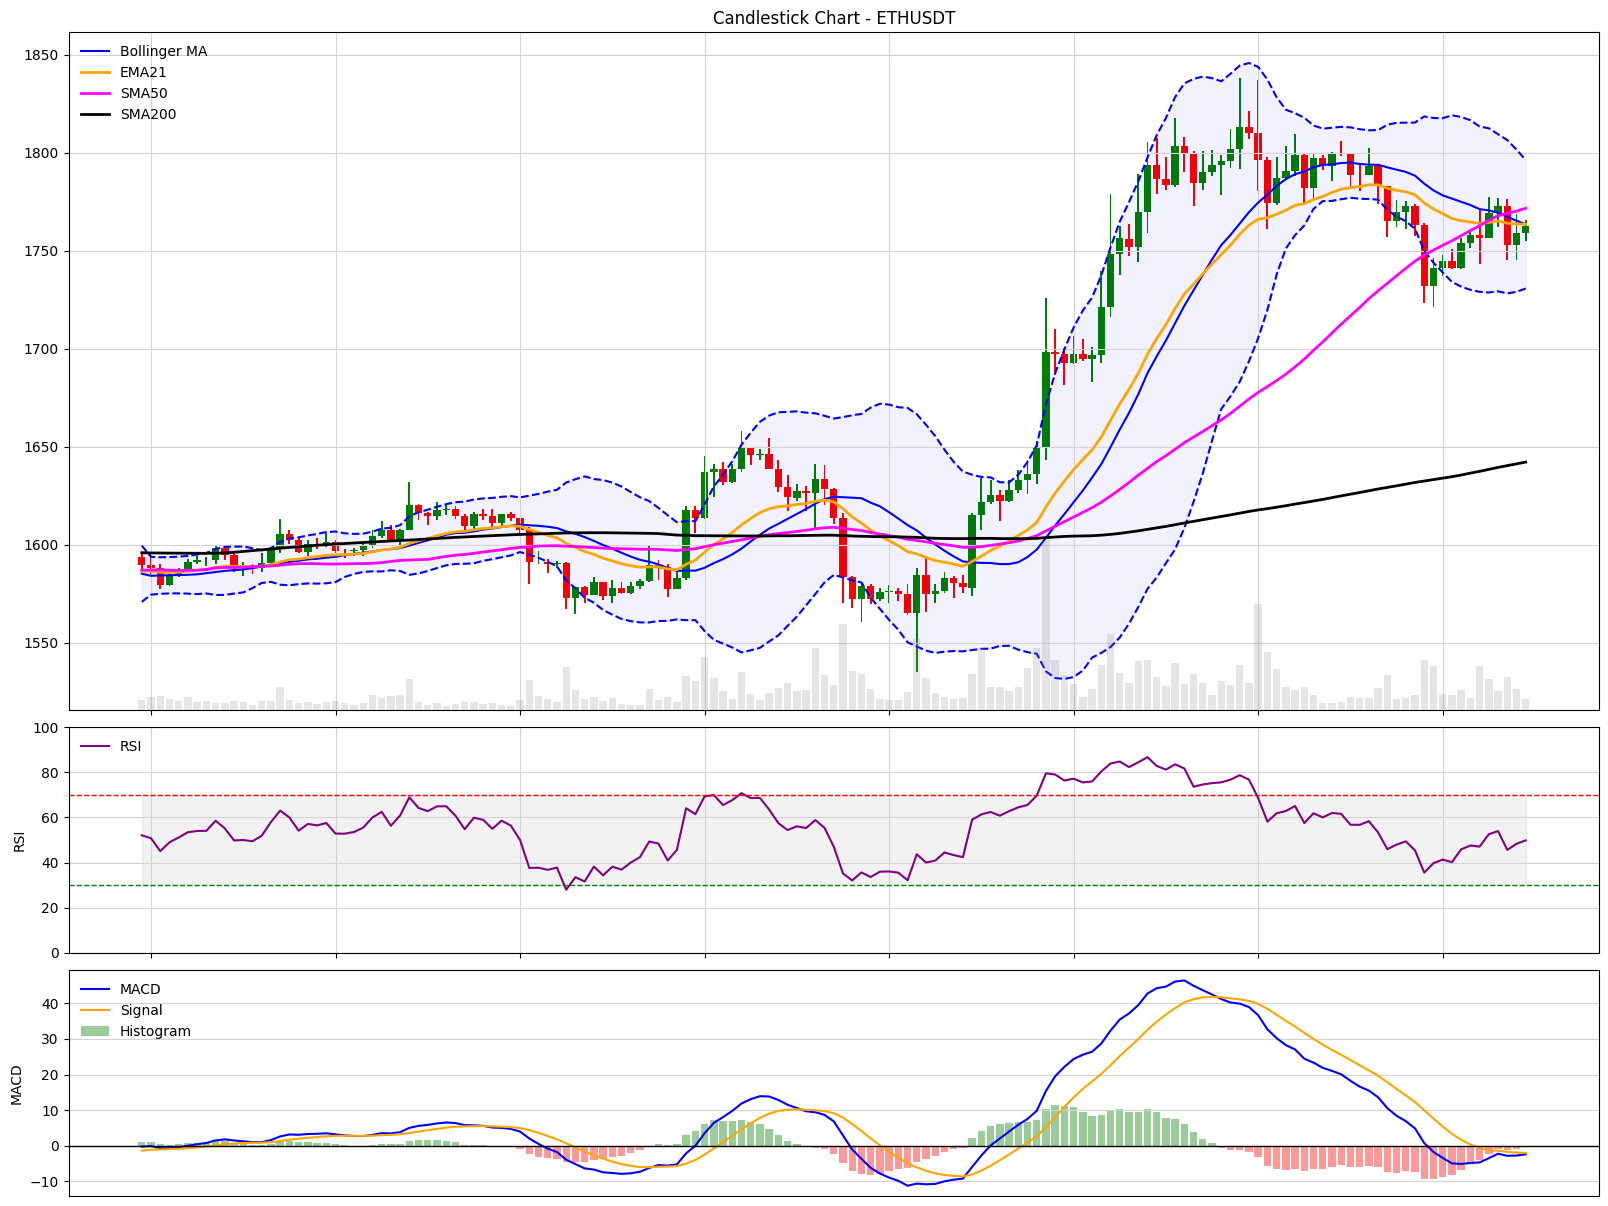 Candlestick Chart - ETHUSDT
Bollinger MA
EMA21
SMA50
SMA200
1850
1800
1750
1700
1650
1600
1550
RSI
RSI
100
80
60
40
20
0
MACD
Signal
Histogram
MACD
40
30
20
10
0
−10